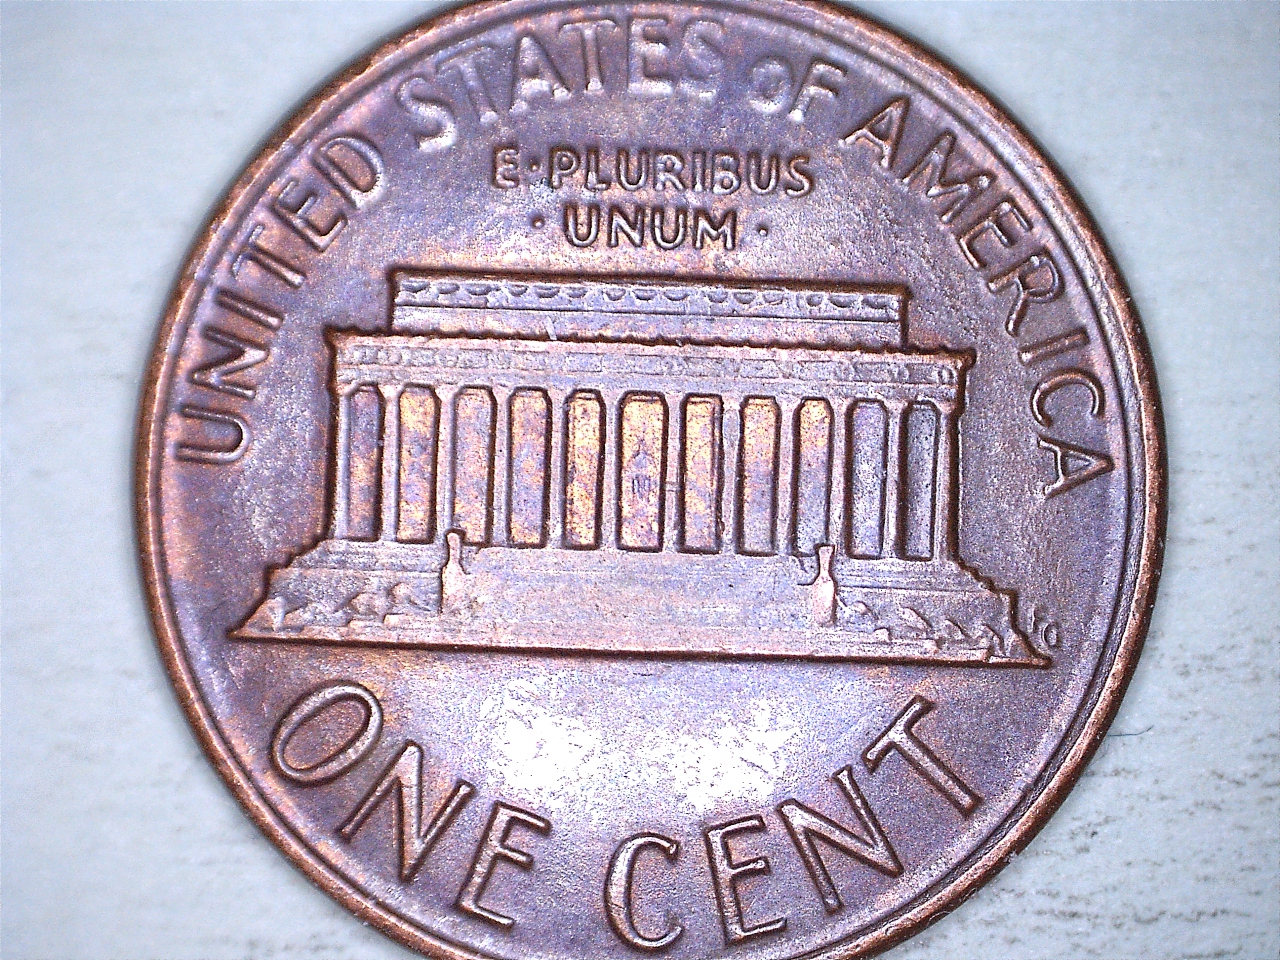 UNITED STATES OF AMERICA
E·PLURIBUS
·UNUM·
ONE CENT